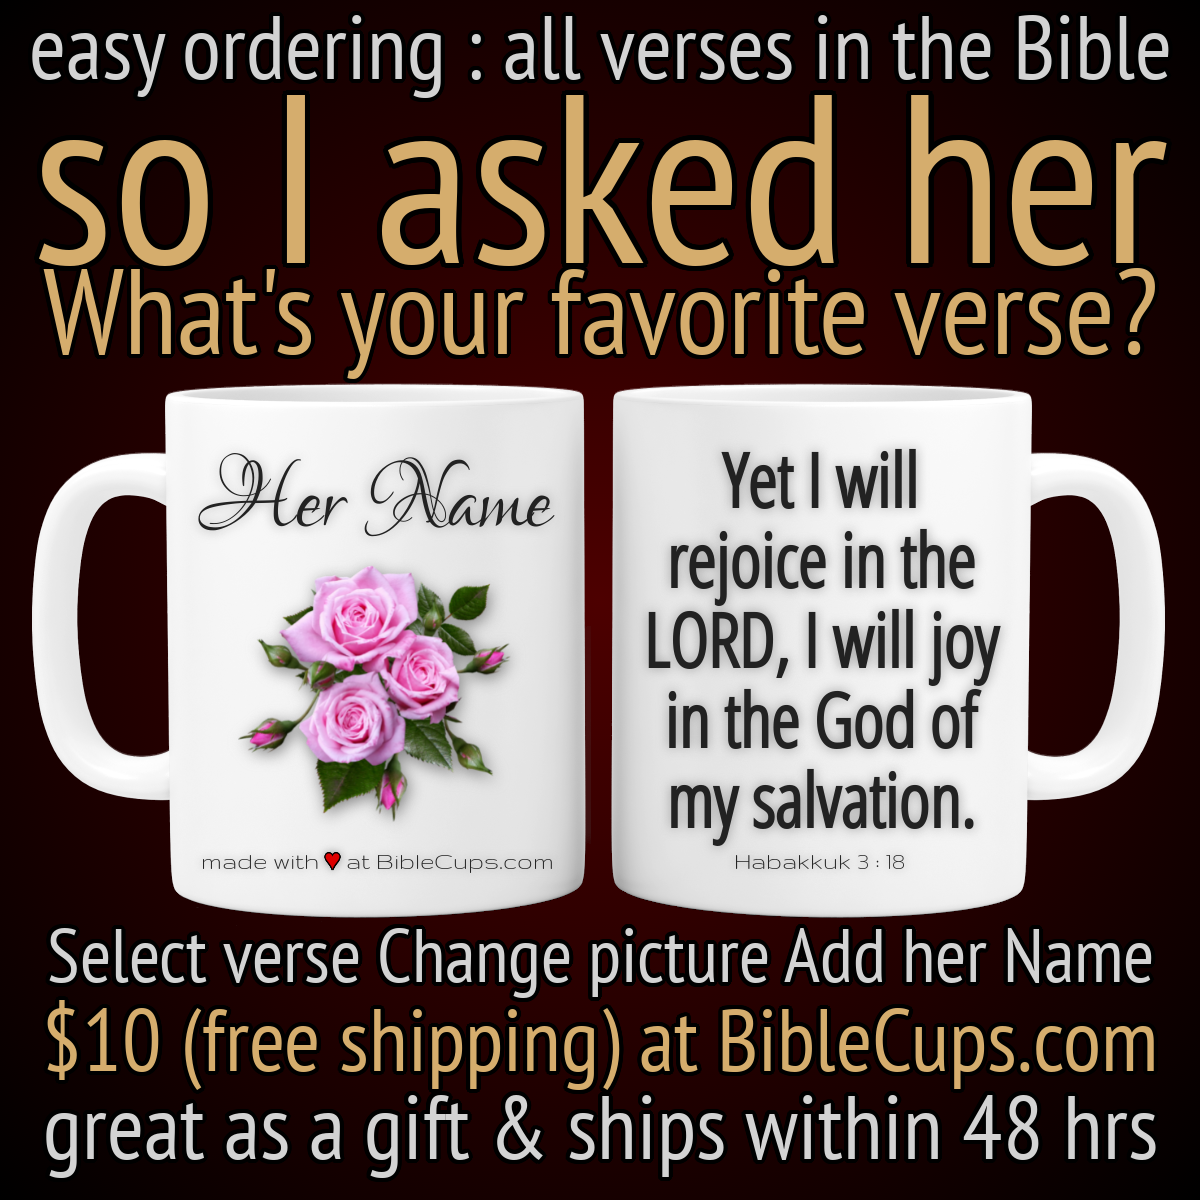 easy ordering : all verses in the Bible
so I asked her
What's your favorite verse?
Her Name
made with ♥ at BibleCups.com
Yet I will
rejoice in the
LORD, I will joy
in the God of
my salvation.
Habakkuk 3 : 18
Select verse Change picture Add her Name
$10 (free shipping) at BibleCups.com
great as a gift & ships within 48 hrs